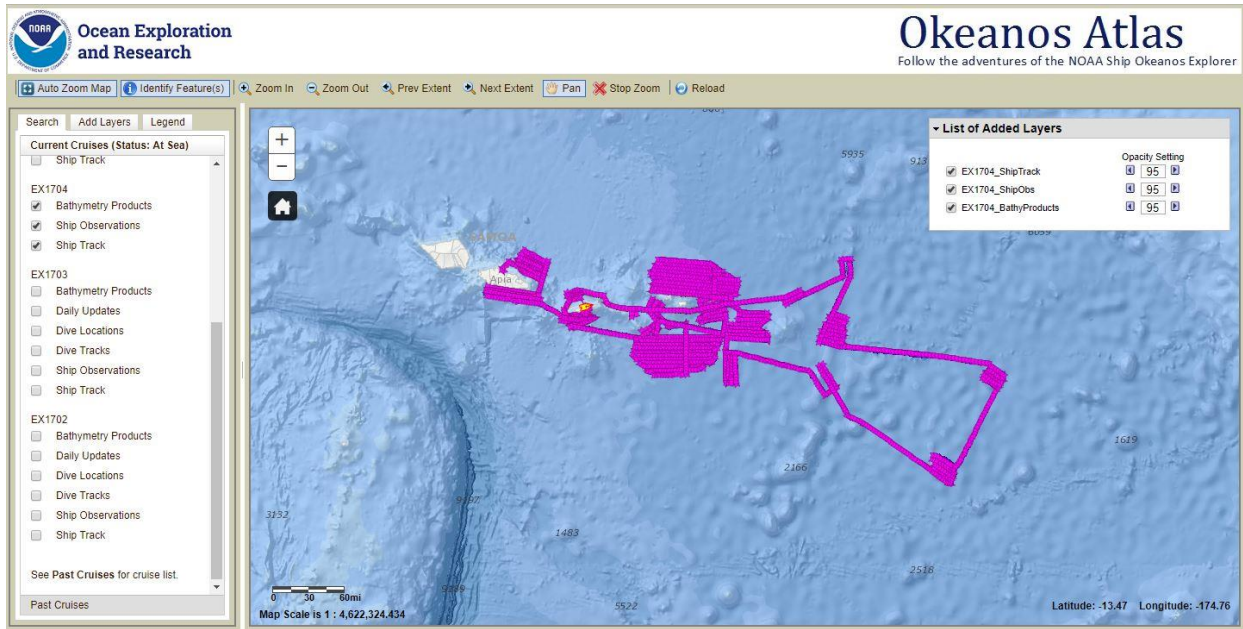 NOAA
Ocean Exploration
and Research
Okeanos Atlas
Follow the adventures of the NOAA Ship Okeanos Explorer
Auto Zoom Map Identify Feature(s) Zoom In Zoom Out Prev Extent Next Extent Pan Stop Zoom Reload
Search Add Layers Legend
Current Cruises (Status: At Sea)
Ship Track
EX1704
Bathymetry Products
Ship Observations
Ship Track
EX1703
Bathymetry Products
Daily Updates
Dive Locations
Dive Tracks
Ship Observations
Ship Track
EX1702
Bathymetry Products
Daily Updates
Dive Locations
Dive Tracks
Ship Observations
Ship Track
See Past Cruises for cruise list.
Past Cruises
+
−
List of Added Layers
Opacity Setting
EX1704_ShipTrack 95
EX1704_ShipObs 95
EX1704_BathyProducts 95
5935
913
6059
SAMOA
Apia
1619
2166
3132
1483
2518
5522
0 30 60mi
Map Scale is 1 : 4,622,324.434
Latitude: -13.47 Longitude: -174.76